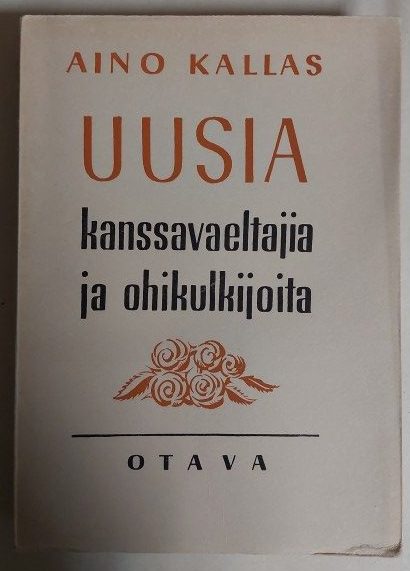 AINO KALLAS
UUSIA
kanssavaeltajia
ja ohikulkijoita
OTAVA